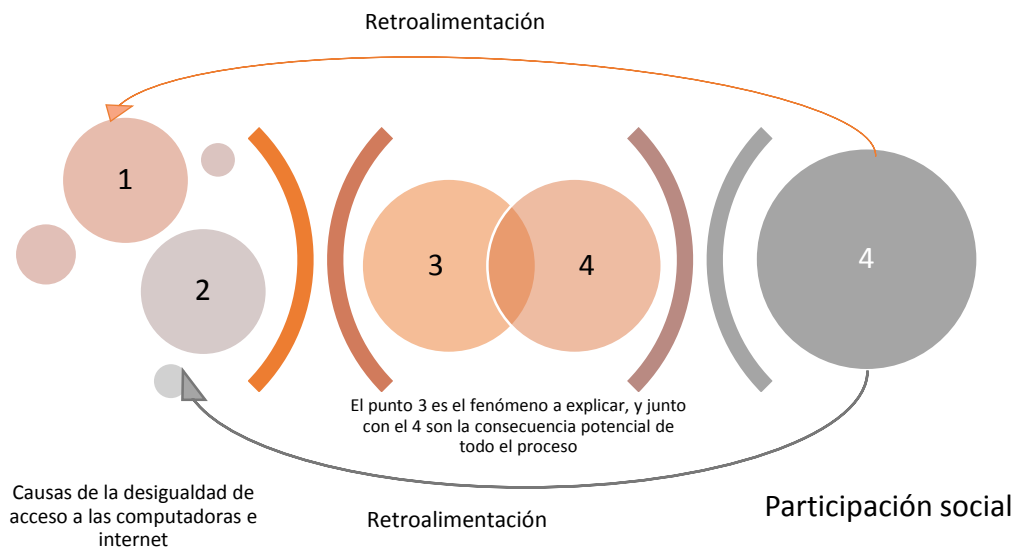 Retroalimentación
1
2
3
4
4
El punto 3 es el fenómeno a explicar, y junto
con el 4 son la consecuencia potencial de
todo el proceso
Causas de la desigualdad de
acceso a las computadoras e
internet
Retroalimentación
Participación social